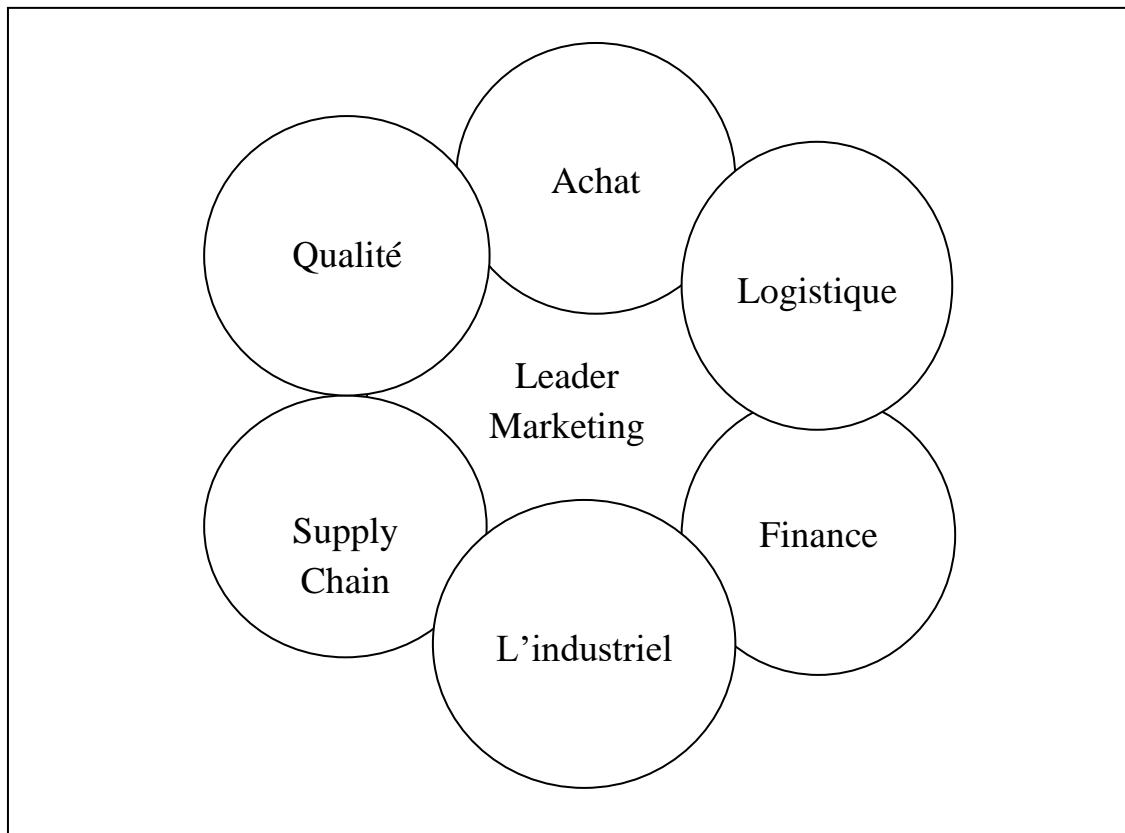 Achat
Qualité
Logistique
Leader
Marketing
Supply
Chain
Finance
L’industriel